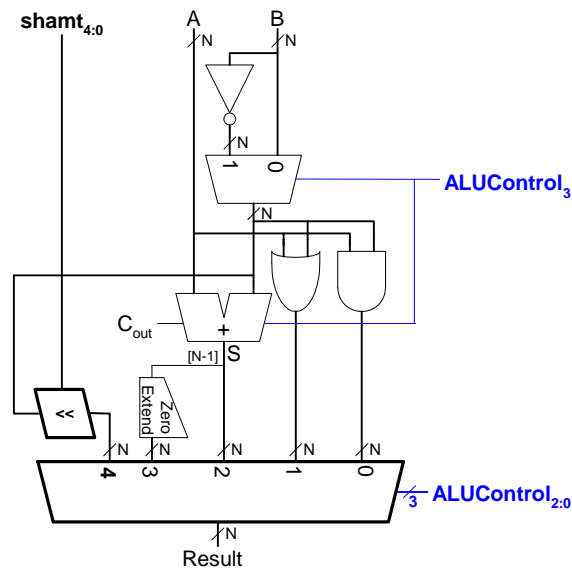 shamt4:0
A B
N N
N
1 0
ALUControl3
N
Cout
+
[N-1] S
Zero
Extend
<<
N N N N N
4 3 2 1 0
3 ALUControl2:0
N
Result